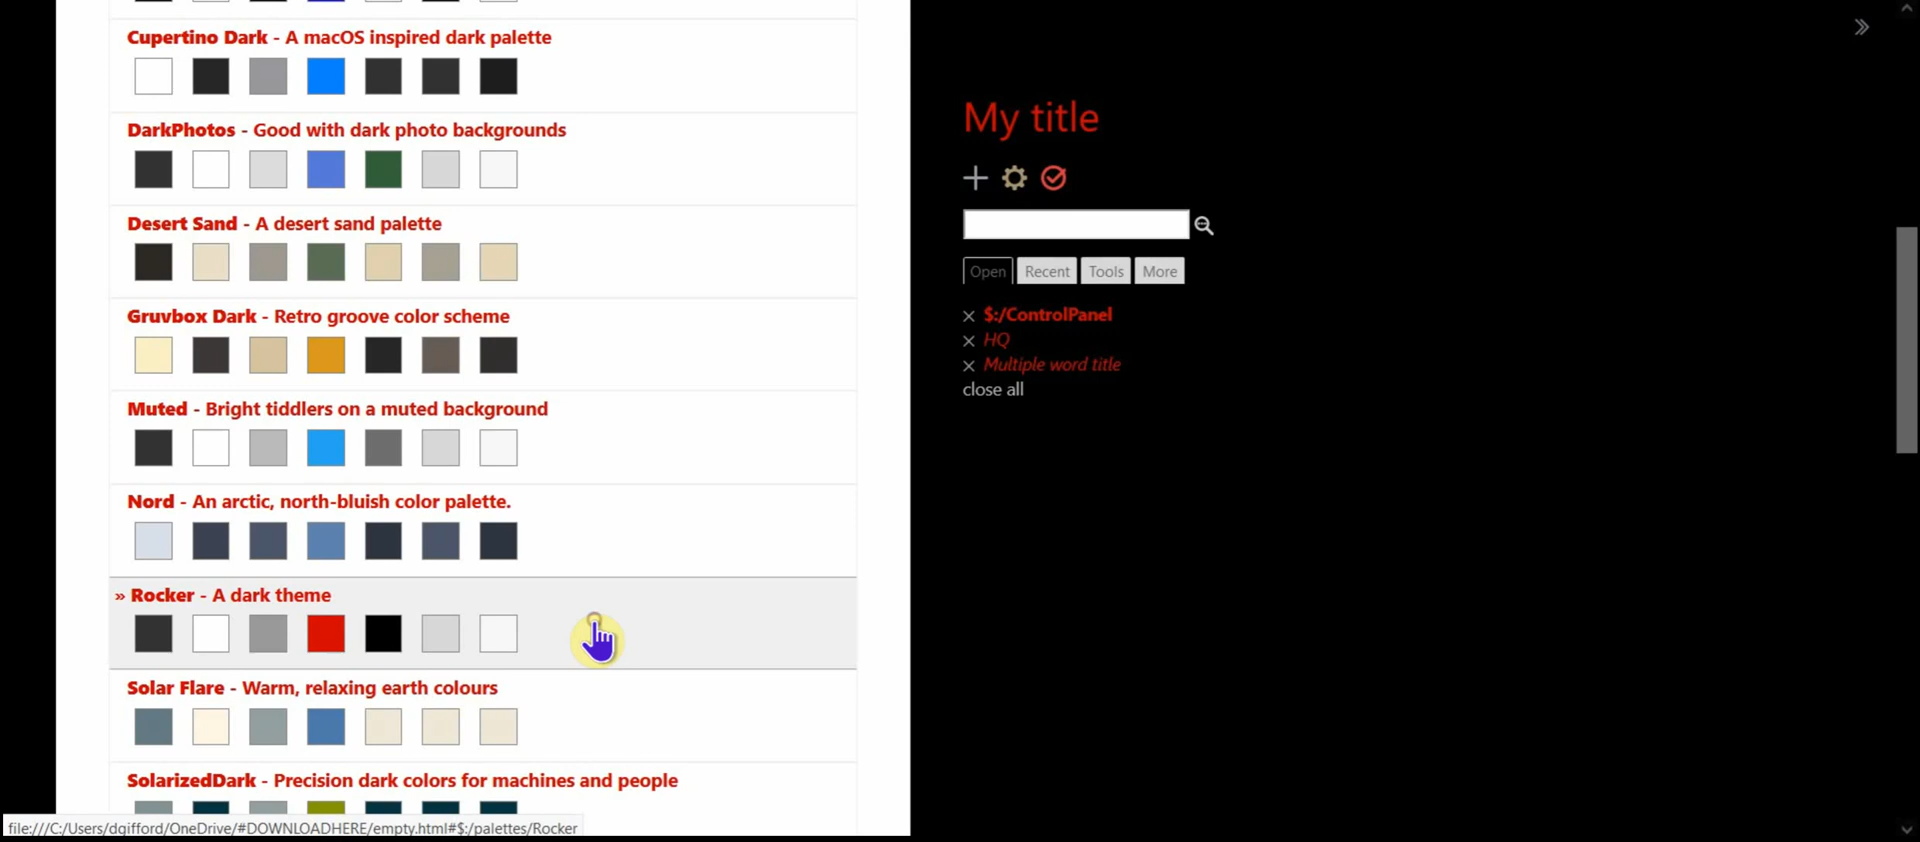 Cupertino Dark - A macOS inspired dark palette
DarkPhotos - Good with dark photo backgrounds
Desert Sand - A desert sand palette
Gruvbox Dark - Retro groove color scheme
Muted - Bright tiddlers on a muted background
Nord - An arctic, north-bluish color palette.
» Rocker - A dark theme
Solar Flare - Warm, relaxing earth colours
SolarizedDark - Precision dark colors for machines and people
file:///C:/Users/dgifford/OneDrive/#DOWNLOADHERE/empty.html#$:/palettes/Rocker
My title
Open Recent Tools More
× $:/ControlPanel
× HQ
× Multiple word title
close all